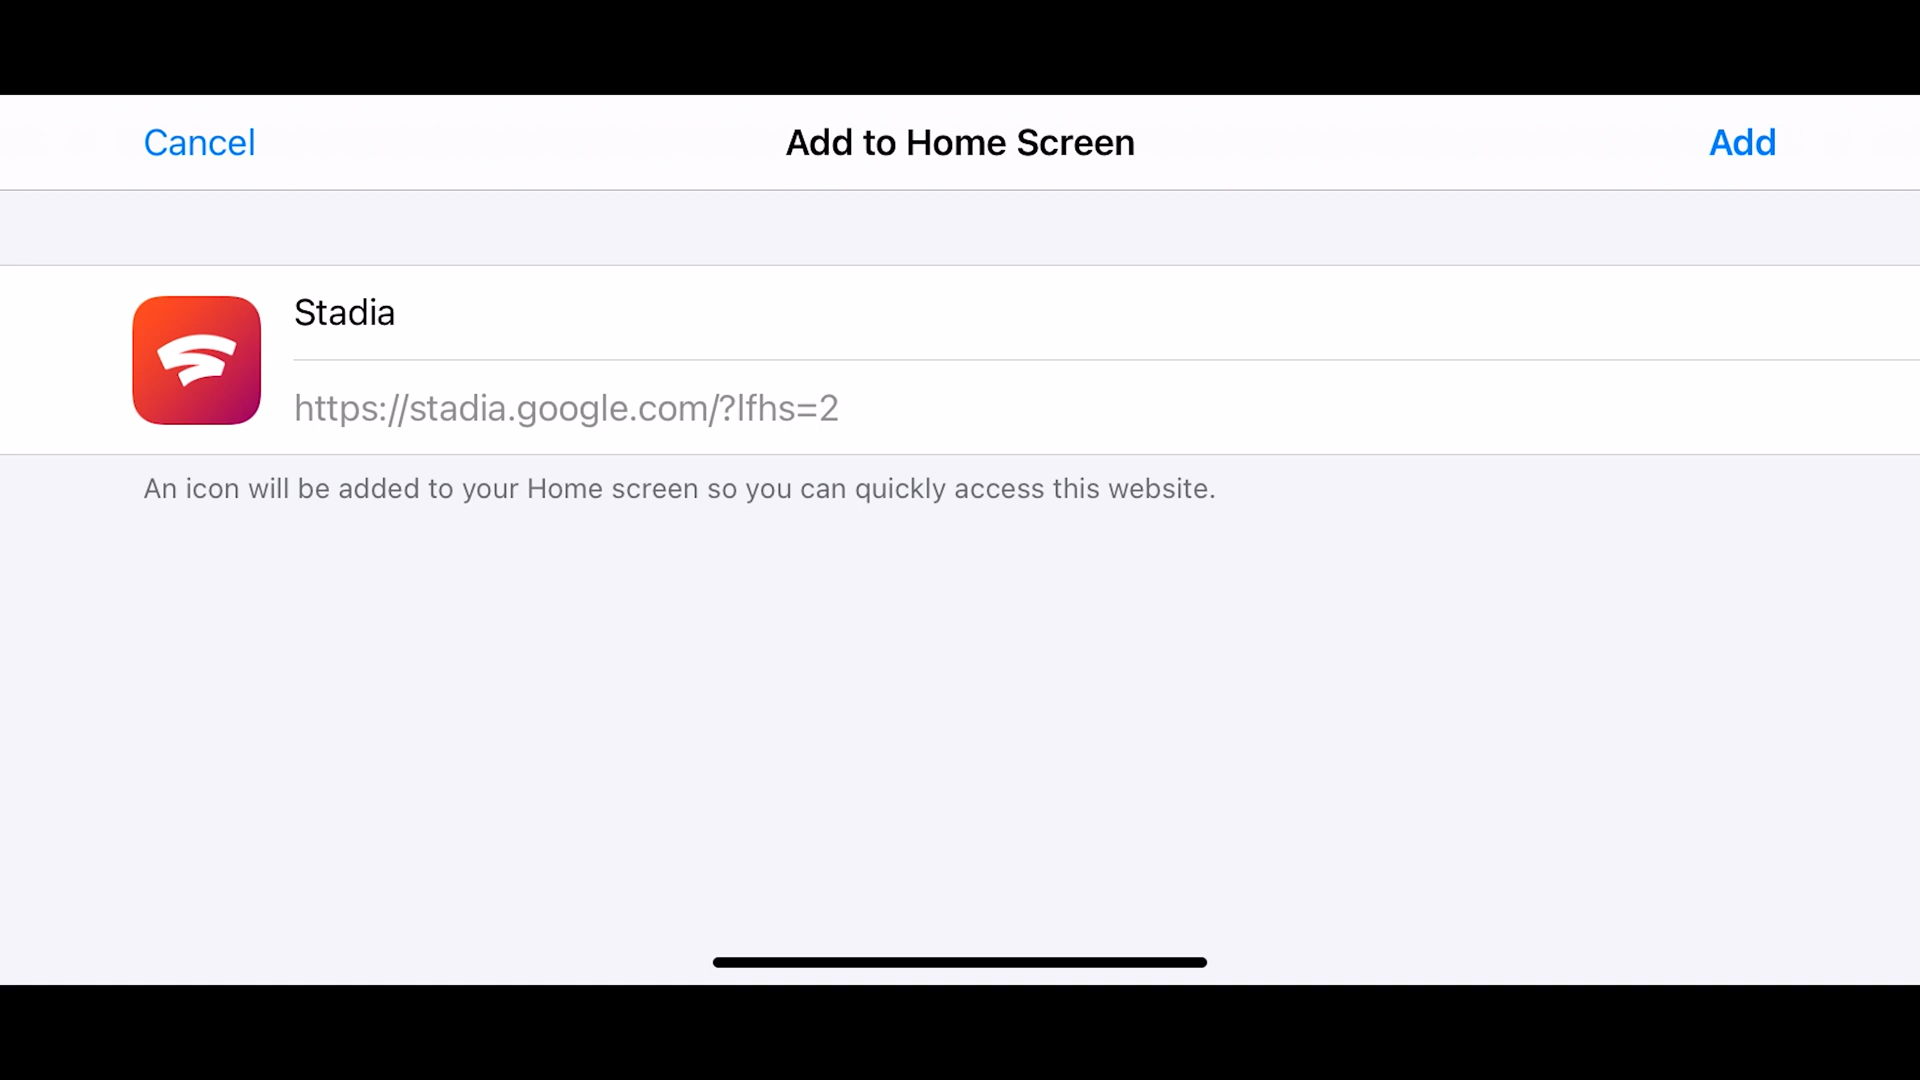 Cancel Add to Home Screen Add
Stadia
https://stadia.google.com/?lfhs=2
An icon will be added to your Home screen so you can quickly access this website.